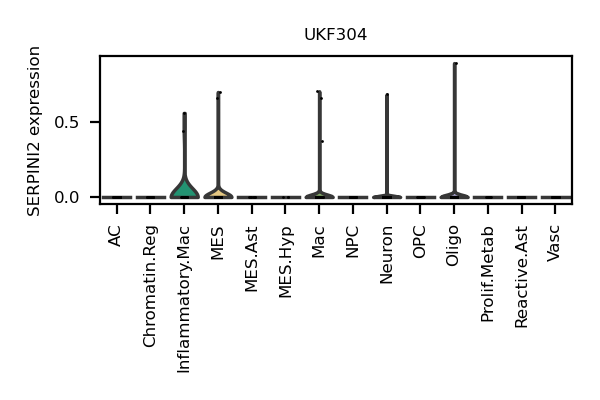 UKF304
SERPINI2 expression
0.5
0.0
AC
Chromatin.Reg
Inflammatory.Mac
MES
MES.Ast
MES.Hyp
Mac
NPC
Neuron
OPC
Oligo
Prolif.Metab
Reactive.Ast
Vasc